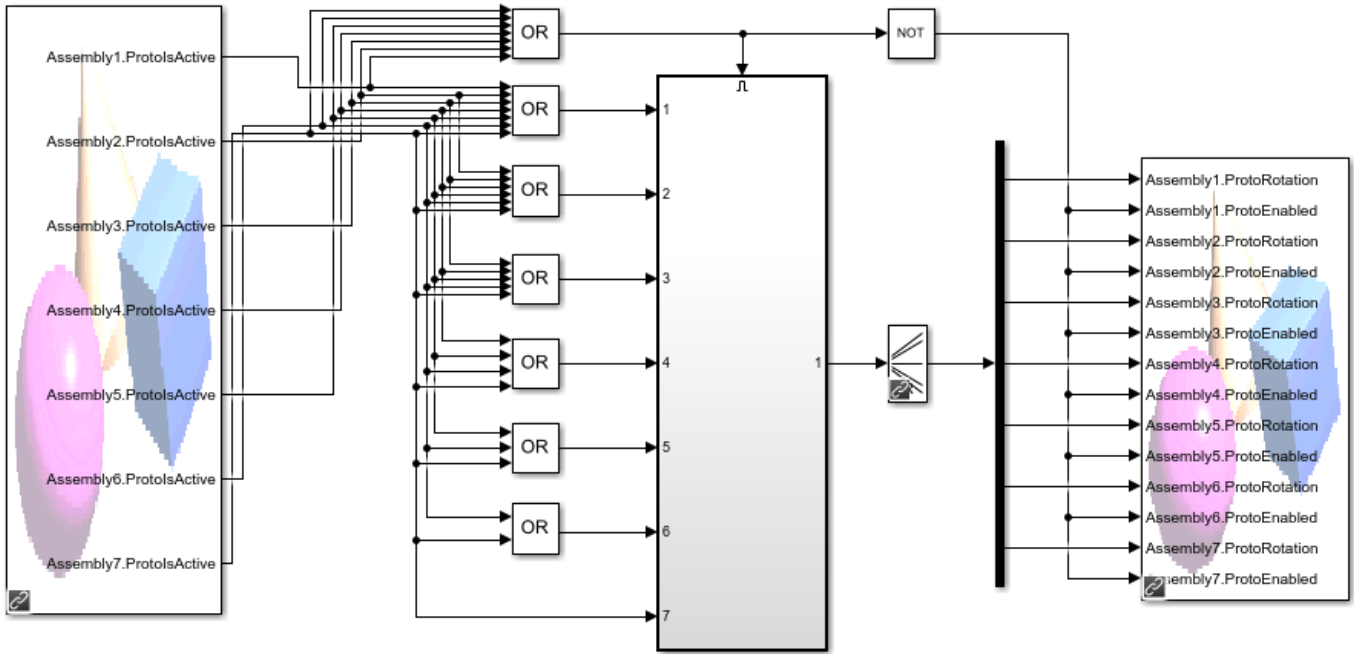 Assembly1.ProtoIsActive
Assembly2.ProtoIsActive
Assembly3.ProtoIsActive
Assembly4.ProtoIsActive
Assembly5.ProtoIsActive
Assembly6.ProtoIsActive
Assembly7.ProtoIsActive
OR
OR
OR
OR
OR
OR
OR
1
2
3
4
5
6
7
1
NOT
Assembly1.ProtoRotation
Assembly1.ProtoEnabled
Assembly2.ProtoRotation
Assembly2.ProtoEnabled
Assembly3.ProtoRotation
Assembly3.ProtoEnabled
Assembly4.ProtoRotation
Assembly4.ProtoEnabled
Assembly5.ProtoRotation
Assembly5.ProtoEnabled
Assembly6.ProtoRotation
Assembly6.ProtoEnabled
Assembly7.ProtoRotation
Assembly7.ProtoEnabled